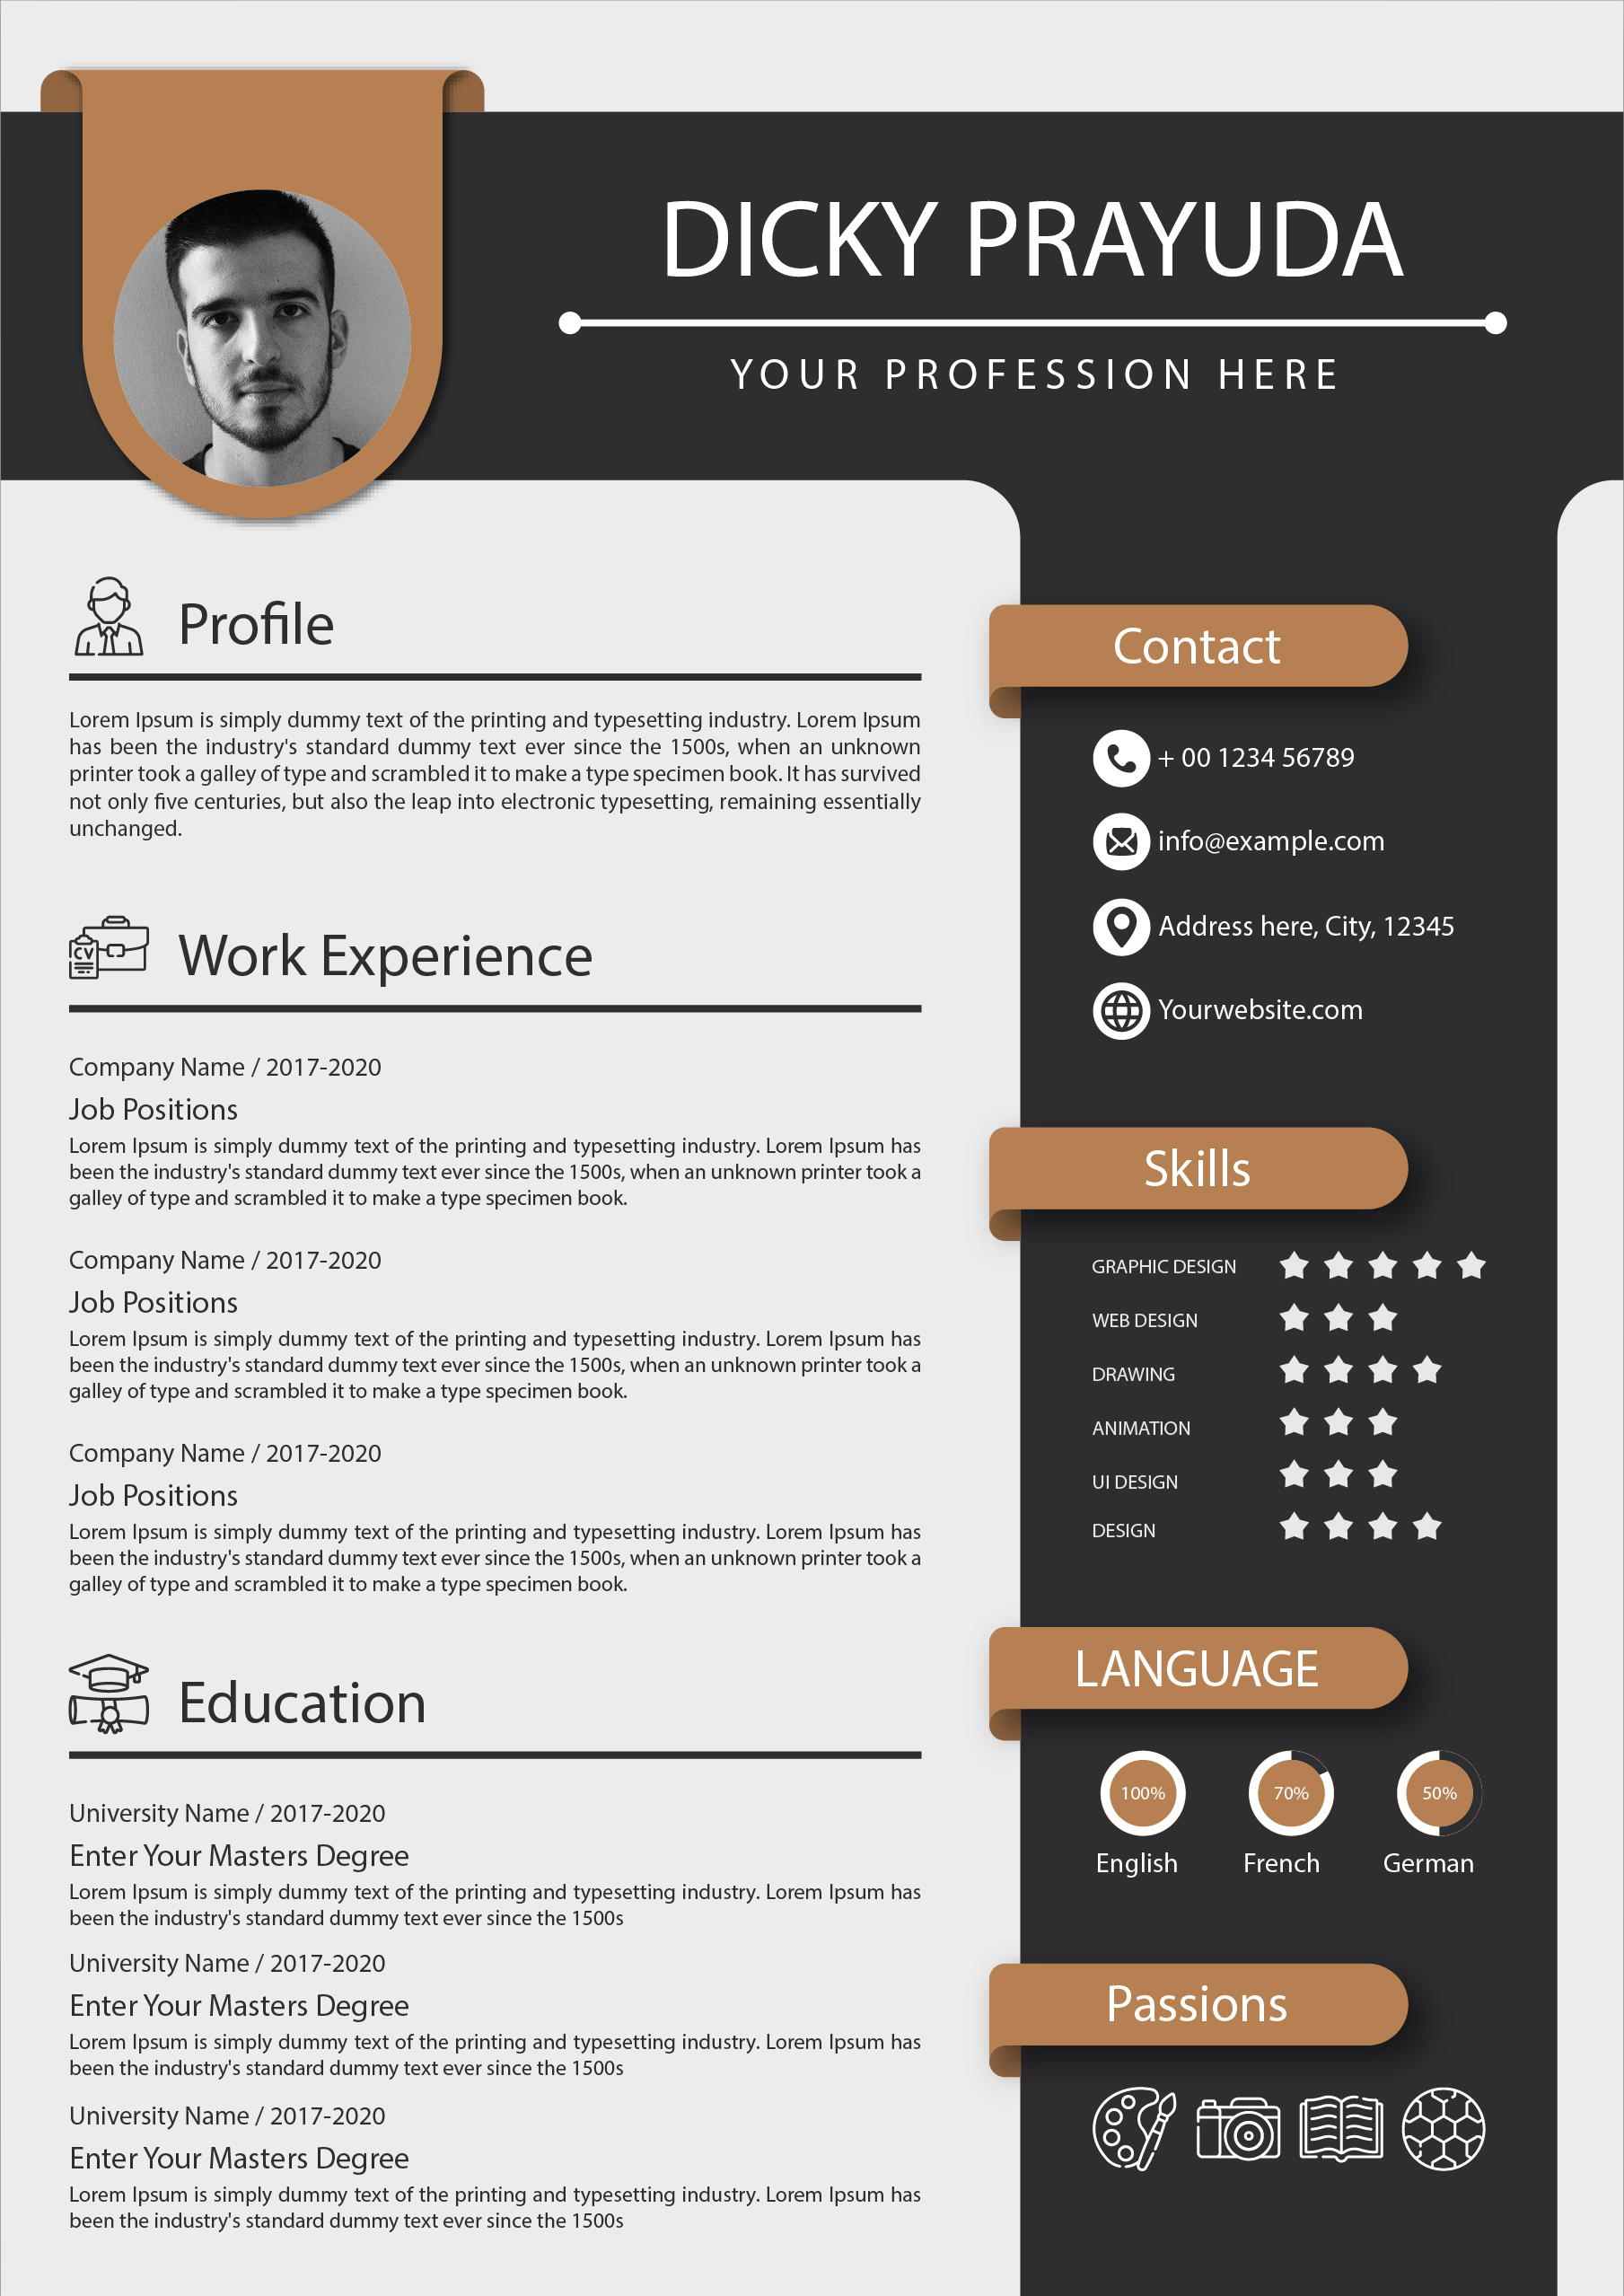 DICKY PRAYUDA
YOUR PROFESSION HERE
Profile
Lorem Ipsum is simply dummy text of the printing and typesetting industry. Lorem Ipsum
has been the industry's standard dummy text ever since the 1500s, when an unknown
printer took a galley of type and scrambled it to make a type specimen book. It has survived
not only five centuries, but also the leap into electronic typesetting, remaining essentially
unchanged.
CV
Work Experience
Company Name / 2017-2020
Job Positions
Lorem Ipsum is simply dummy text of the printing and typesetting industry. Lorem Ipsum has
been the industry's standard dummy text ever since the 1500s, when an unknown printer took a
galley of type and scrambled it to make a type specimen book.
Company Name / 2017-2020
Job Positions
Lorem Ipsum is simply dummy text of the printing and typesetting industry. Lorem Ipsum has
been the industry's standard dummy text ever since the 1500s, when an unknown printer took a
galley of type and scrambled it to make a type specimen book.
Company Name / 2017-2020
Job Positions
Lorem Ipsum is simply dummy text of the printing and typesetting industry. Lorem Ipsum has
been the industry's standard dummy text ever since the 1500s, when an unknown printer took a
galley of type and scrambled it to make a type specimen book.
Education
University Name / 2017-2020
Enter Your Masters Degree
Lorem Ipsum is simply dummy text of the printing and typesetting industry. Lorem Ipsum has
been the industry's standard dummy text ever since the 1500s
University Name / 2017-2020
Enter Your Masters Degree
Lorem Ipsum is simply dummy text of the printing and typesetting industry. Lorem Ipsum has
been the industry's standard dummy text ever since the 1500s
University Name / 2017-2020
Enter Your Masters Degree
Lorem Ipsum is simply dummy text of the printing and typesetting industry. Lorem Ipsum has
been the industry's standard dummy text ever since the 1500s
Contact
+ 00 1234 56789
info@example.com
Address here, City, 12345
Yourwebsite.com
Skills
GRAPHIC DESIGN
WEB DESIGN
DRAWING
ANIMATION
UI DESIGN
DESIGN
LANGUAGE
100% 70% 50%
English French German
Passions